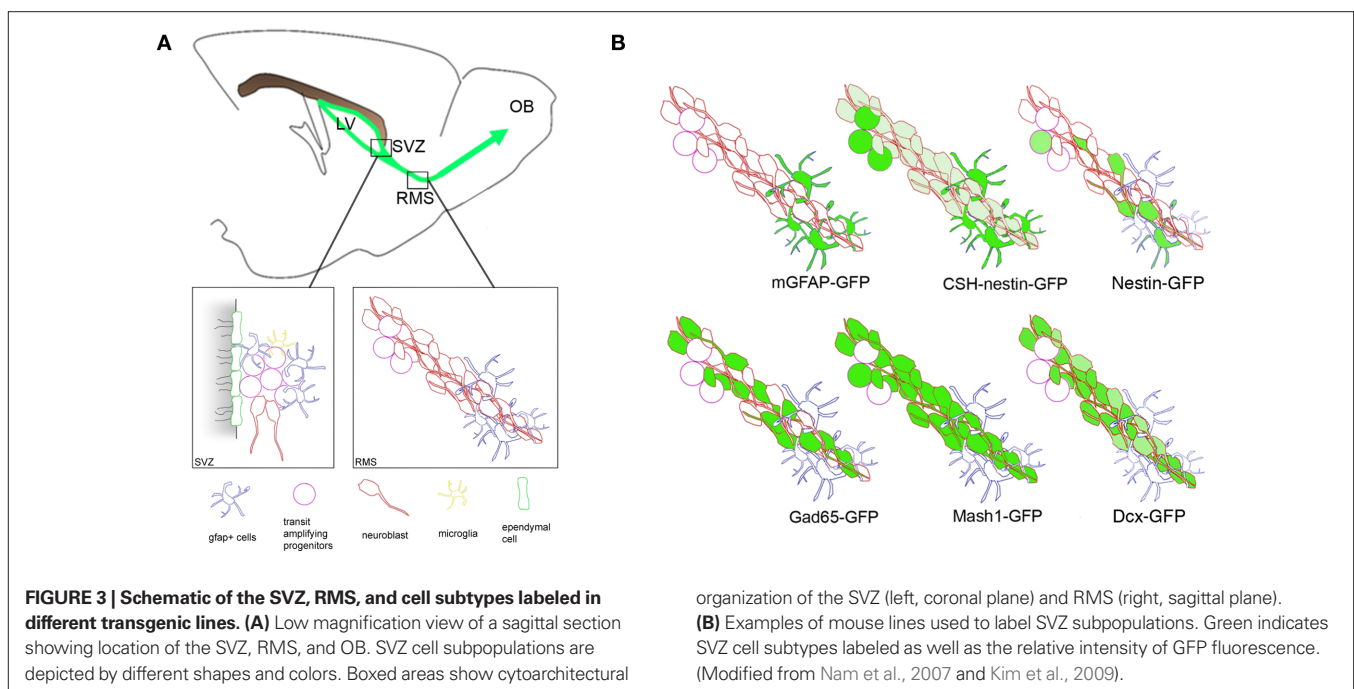 A
B
OB
LV
SVZ
RMS
SVZ
RMS
gfap+ cells
transit
amplifying
progenitors
neuroblast
microglia
ependymal
cell
mGFAP-GFP
CSH-nestin-GFP
Nestin-GFP
Gad65-GFP
Mash1-GFP
Dcx-GFP
FIGURE 3 | Schematic of the SVZ, RMS, and cell subtypes labeled in
different transgenic lines. (A) Low magnification view of a sagittal section
showing location of the SVZ, RMS, and OB. SVZ cell subpopulations are
depicted by different shapes and colors. Boxed areas show cytoarchitectural
organization of the SVZ (left, coronal plane) and RMS (right, sagittal plane).
(B) Examples of mouse lines used to label SVZ subpopulations. Green indicates
SVZ cell subtypes labeled as well as the relative intensity of GFP fluorescence.
(Modified from Nam et al., 2007 and Kim et al., 2009).